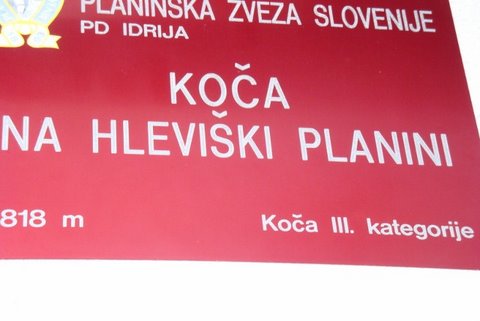 PLANINSKA ZVEZA SLOVENIJE
PD IDRIJA
KOČA
NA HLEVIŠKI PLANINI
818 m
Koča III. kategorije